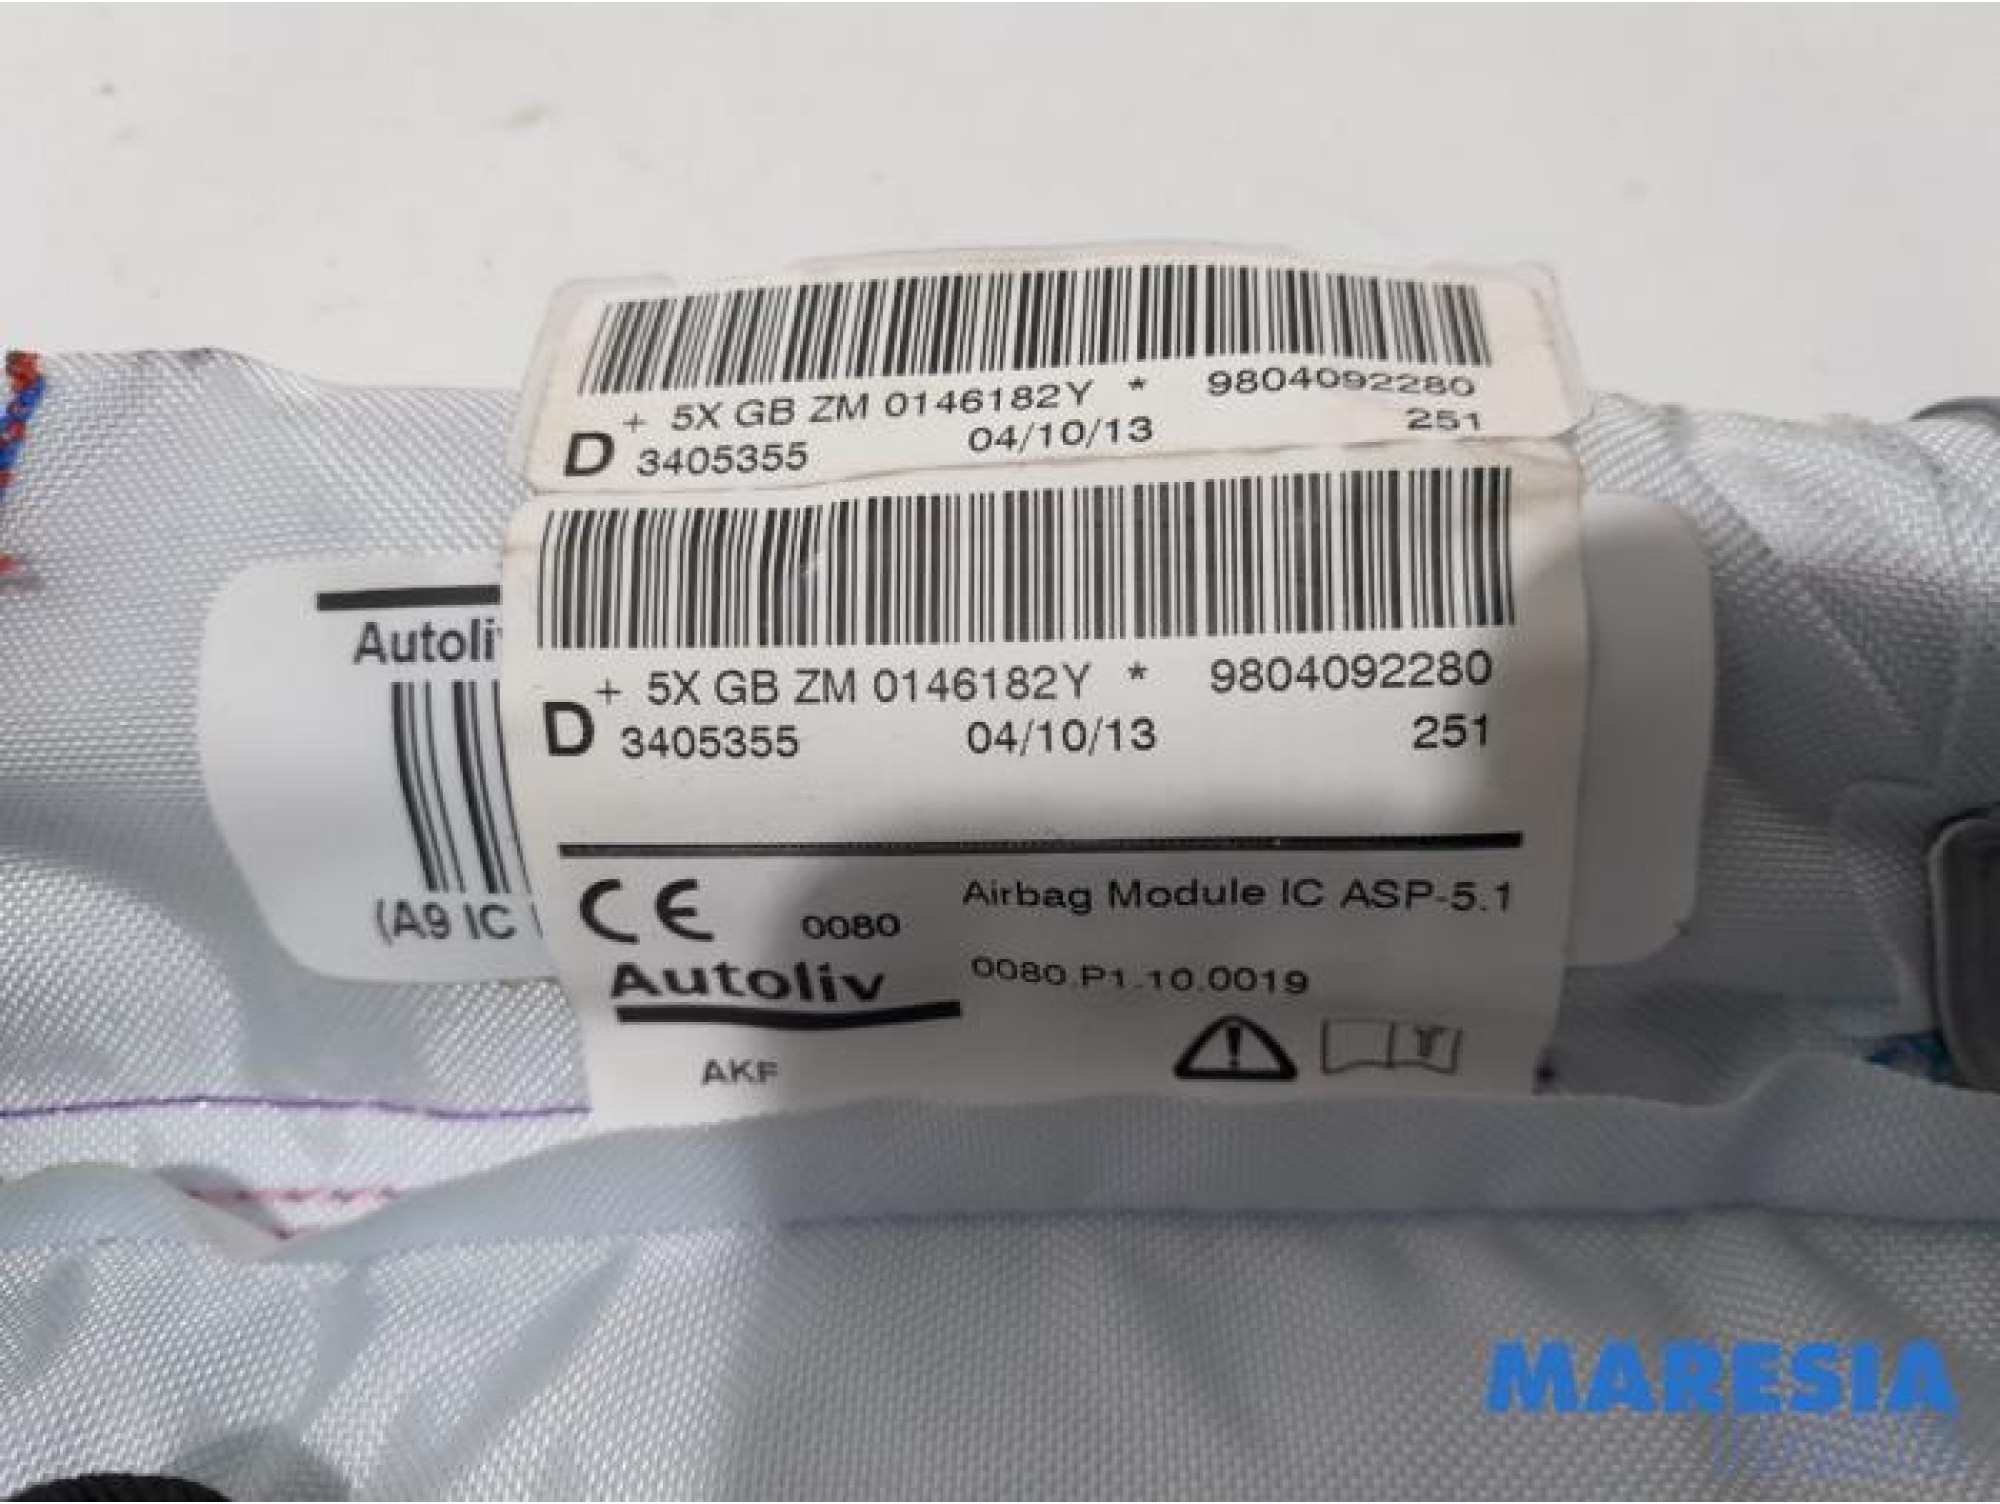 + 5X GB ZM 0146182Y * 9804092280
D 3405355 04/10/13 251
+ 5X GB ZM 0146182Y * 9804092280
D 3405355 04/10/13 251
(A9 IC
CE 0080 Airbag Module IC ASP-5.1
Autoliv 0080.P1.10.0019
AKF
MARESIA